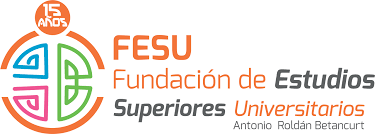 15
AÑOS
FESU
Fundación de Estudios
Superiores Universitarios
Antonio Roldán Betancurt